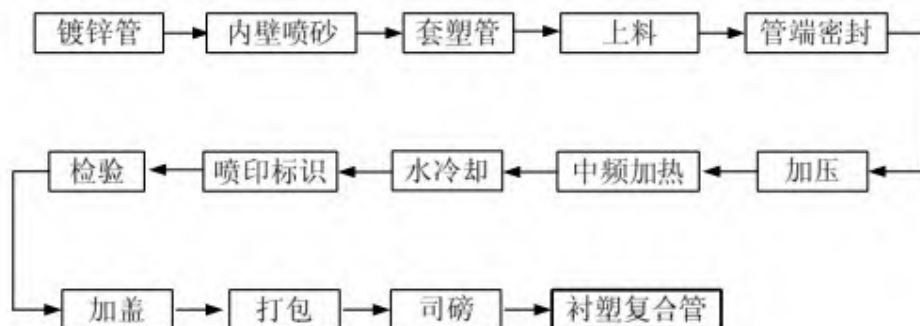 镀锌管 内壁喷砂 套塑管 上料 管端密封
检验 喷印标识 水冷却 中频加热 加压
加盖 打包 司磅 衬塑复合管